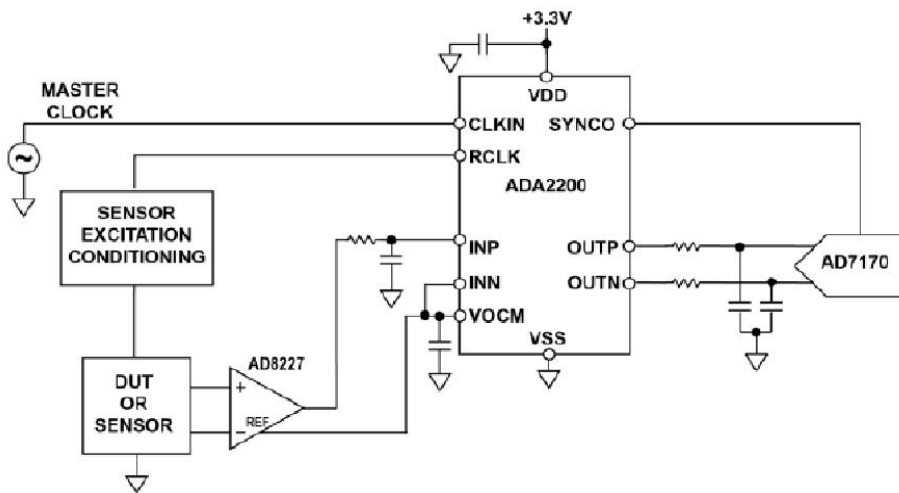 +3.3V
MASTER
CLOCK
VDD
CLKIN
SYNCO
RCLK
ADA2200
SENSOR
EXCITATION
CONDITIONING
INP
OUTP
AD7170
INN
OUTN
VOCM
VSS
AD8227
DUT
OR
SENSOR
+
REF
−